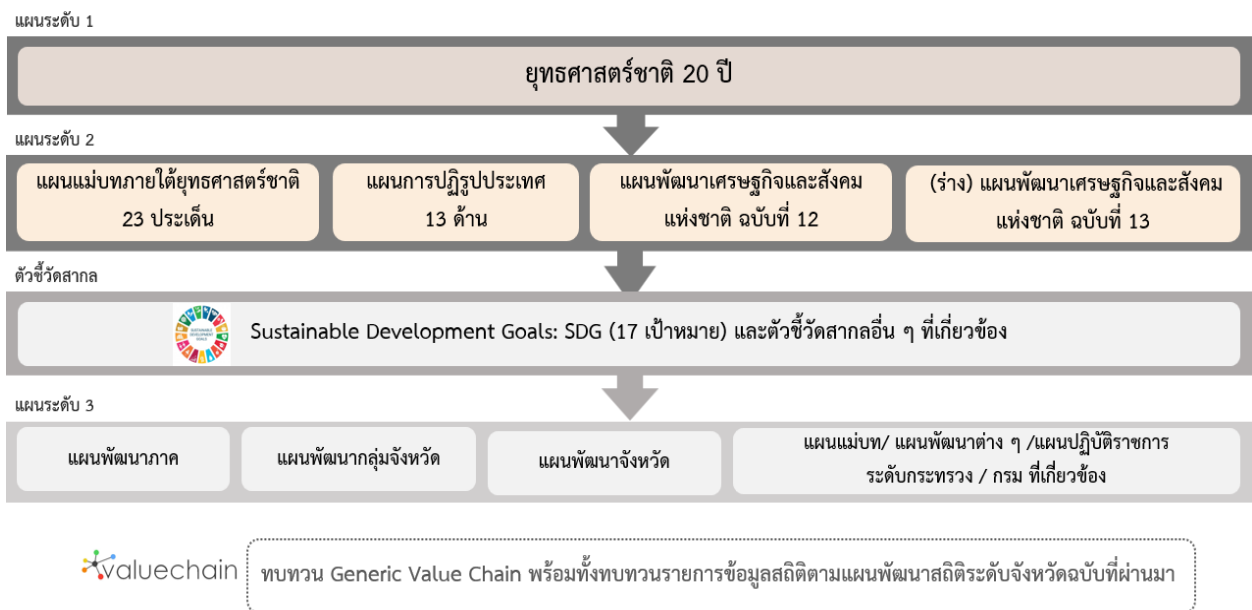 แผนระดับ 1
ยุทธศาสตร์ชาติ 20 ปี
แผนระดับ 2
แผนแม่บทภายใต้ยุทธศาสตร์ชาติ
23 ประเด็น
แผนการปฏิรูปประเทศ
13 ด้าน
แผนพัฒนาเศรษฐกิจและสังคม
แห่งชาติ ฉบับที่ 12
(ร่าง) แผนพัฒนาเศรษฐกิจและสังคม
แห่งชาติ ฉบับที่ 13
ตัวชี้วัดสากล
Sustainable Development Goals: SDG (17 เป้าหมาย) และตัวชี้วัดสากลอื่น ๆ ที่เกี่ยวข้อง
แผนระดับ 3
แผนพัฒนาภาค
แผนพัฒนากลุ่มจังหวัด
แผนพัฒนาจังหวัด
แผนแม่บท/ แผนพัฒนาต่าง ๆ /แผนปฏิบัติราชการ
ระดับกระทรวง / กรม ที่เกี่ยวข้อง
valuechain
ทบทวน Generic Value Chain พร้อมทั้งทบทวนรายการข้อมูลสถิติตามแผนพัฒนาสถิติระดับจังหวัดฉบับที่ผ่านมา